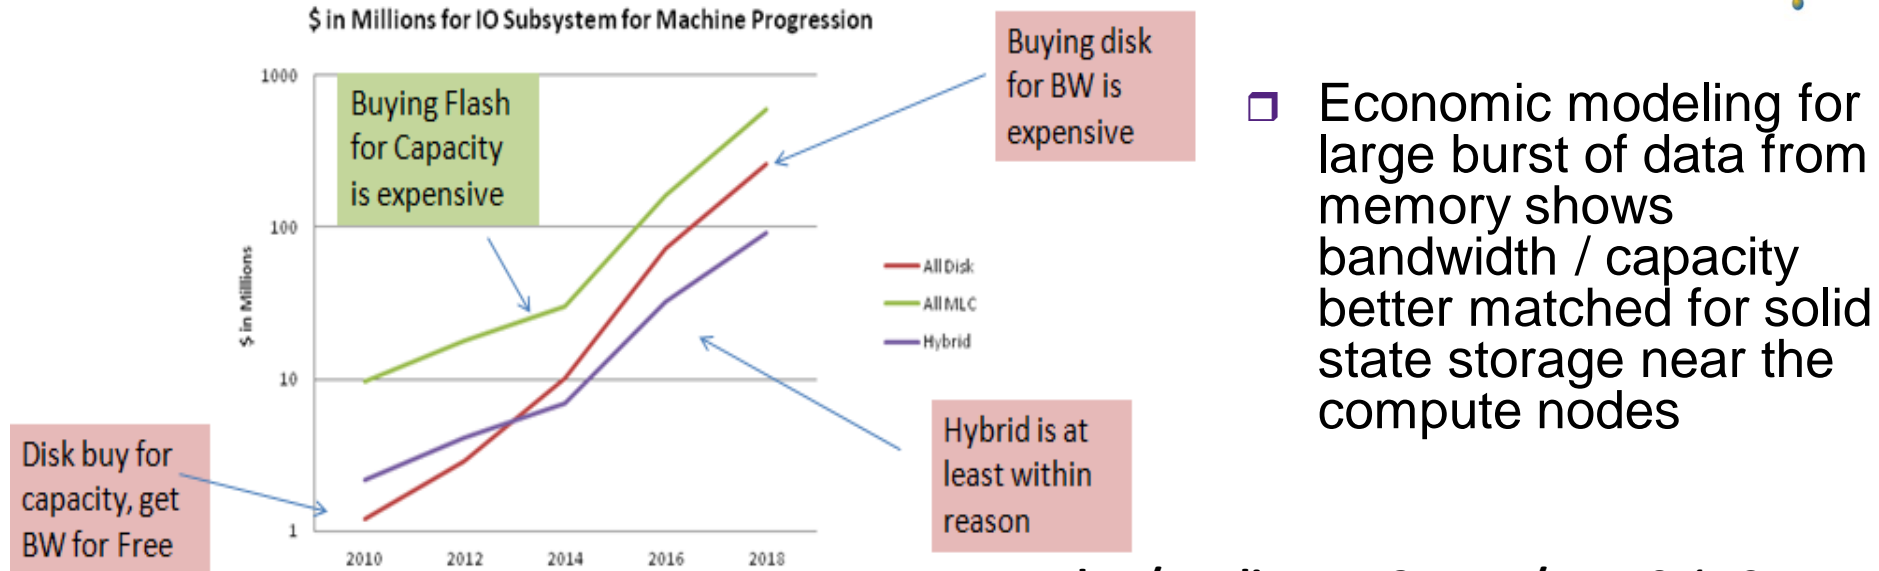 $ in Millions for IO Subsystem for Machine Progression
1000
100
10
1
$ in Millions
2010
2012
2014
2016
2018
Buying Flash
for Capacity
is expensive
Buying disk
for BW is
expensive
All Disk
All MLC
Hybrid
Disk buy for
capacity, get
BW for Free
Hybrid is at
least within
reason
Economic modeling for
large burst of data from
memory shows
bandwidth / capacity
better matched for solid
state storage near the
compute nodes